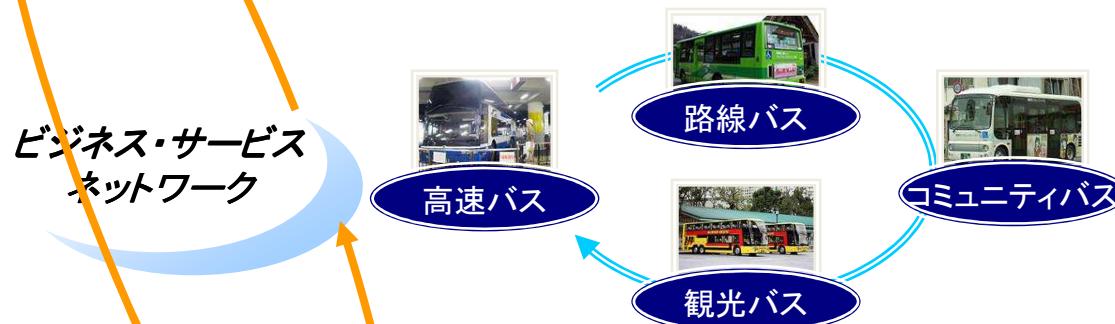 ビジネス・サービス
ネットワーク
高速バス
路線バス
コミュニティバス
観光バス